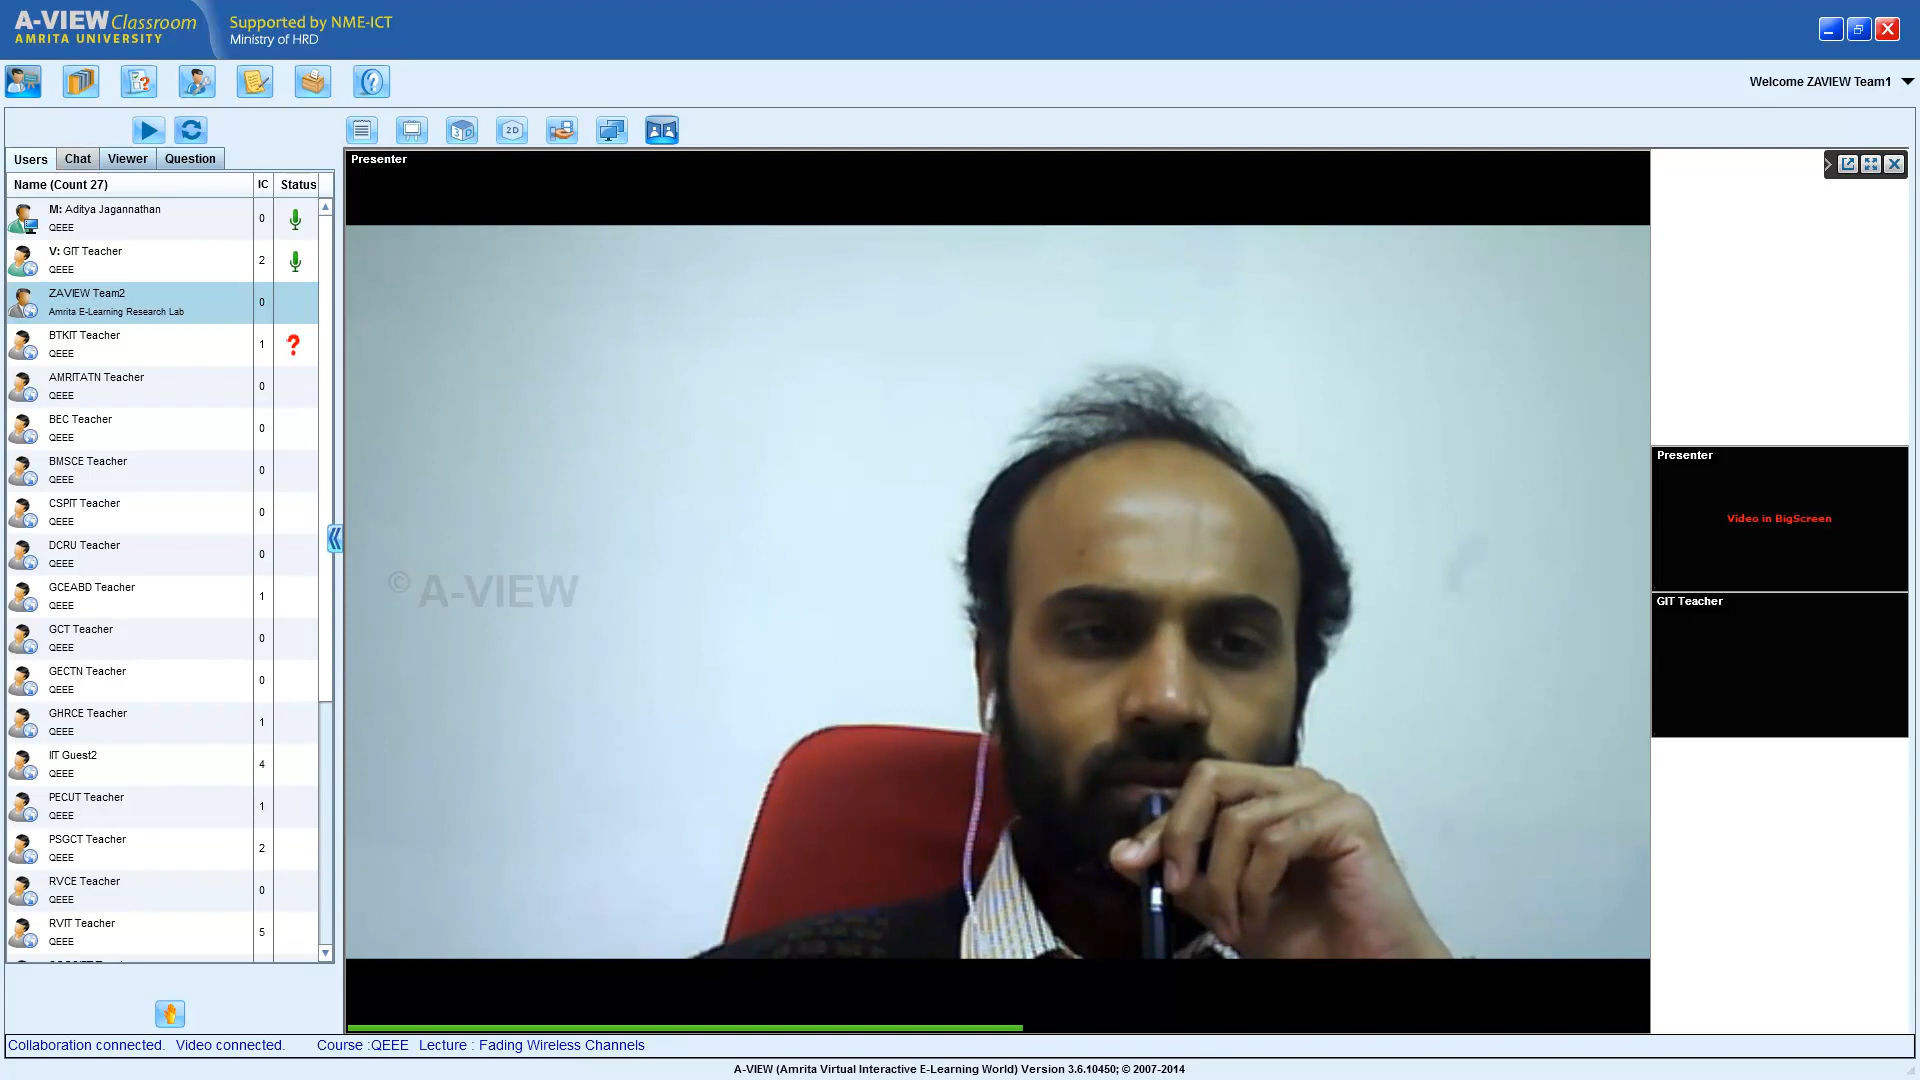 A-VIEW Classroom
AMRITA UNIVERSITY
Supported by NME-ICT
Ministry of HRD
Welcome ZAVIEW Team1
3D
2D
Users
Chat
Viewer
Question
Name (Count 27)
IC
Status
M: Aditya Jagannathan
QEEE
0
V: GIT Teacher
QEEE
2
ZAVIEW Team2
Amrita E-Learning Research Lab
0
BTKIT Teacher
QEEE
1
?
AMRITATN Teacher
QEEE
0
BEC Teacher
QEEE
0
BMSCE Teacher
QEEE
0
CSPIT Teacher
QEEE
0
DCRU Teacher
QEEE
0
GCEABD Teacher
QEEE
1
GCT Teacher
QEEE
0
GECTN Teacher
QEEE
0
GHRCE Teacher
QEEE
1
IIT Guest2
QEEE
4
PECUT Teacher
QEEE
1
PSGCT Teacher
QEEE
2
RVCE Teacher
QEEE
0
RVIT Teacher
QEEE
5
Presenter
© A-VIEW
Presenter
Video in BigScreen
GIT Teacher
Collaboration connected. Video connected. Course :QEEE Lecture : Fading Wireless Channels
A-VIEW (Amrita Virtual Interactive E-Learning World) Version 3.6.10450; © 2007-2014